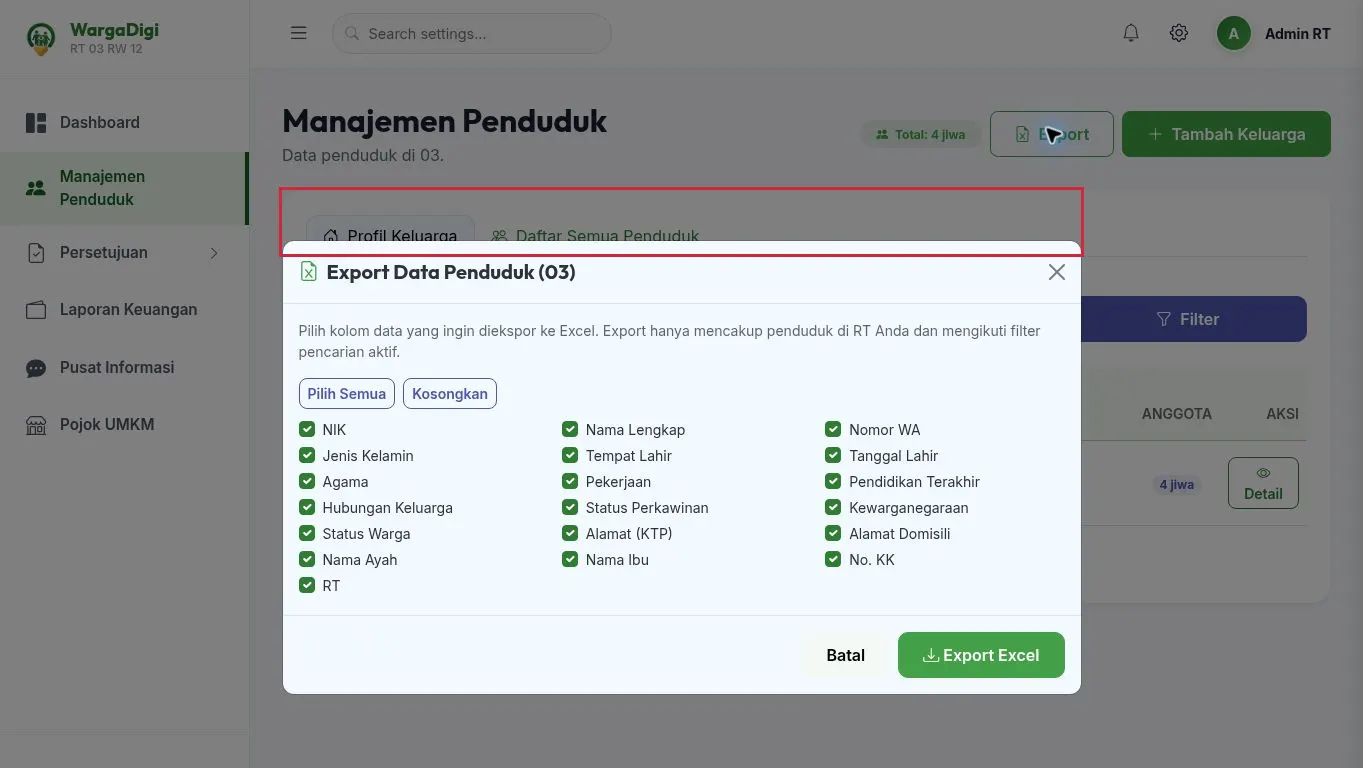 WargaDigi
RT 03 RW 12
Search settings...
A
Admin RT
Dashboard
Manajemen
Penduduk
Persetujuan
Laporan Keuangan
Pusat Informasi
Pojok UMKM
Manajemen Penduduk
Data penduduk di 03.
Total: 4 jiwa
Export
+ Tambah Keluarga
Profil Keluarga
Daftar Semua Penduduk
Filter
ANGGOTA
AKSI
4 jiwa
Detail
Export Data Penduduk (03)
Pilih kolom data yang ingin diekspor ke Excel. Export hanya mencakup penduduk di RT Anda dan mengikuti filter
pencarian aktif.
Pilih Semua
Kosongkan
NIK
Nama Lengkap
Nomor WA
Jenis Kelamin
Tempat Lahir
Tanggal Lahir
Agama
Pekerjaan
Pendidikan Terakhir
Hubungan Keluarga
Status Perkawinan
Kewarganegaraan
Status Warga
Alamat (KTP)
Alamat Domisili
Nama Ayah
Nama Ibu
No. KK
RT
Batal
Export Excel